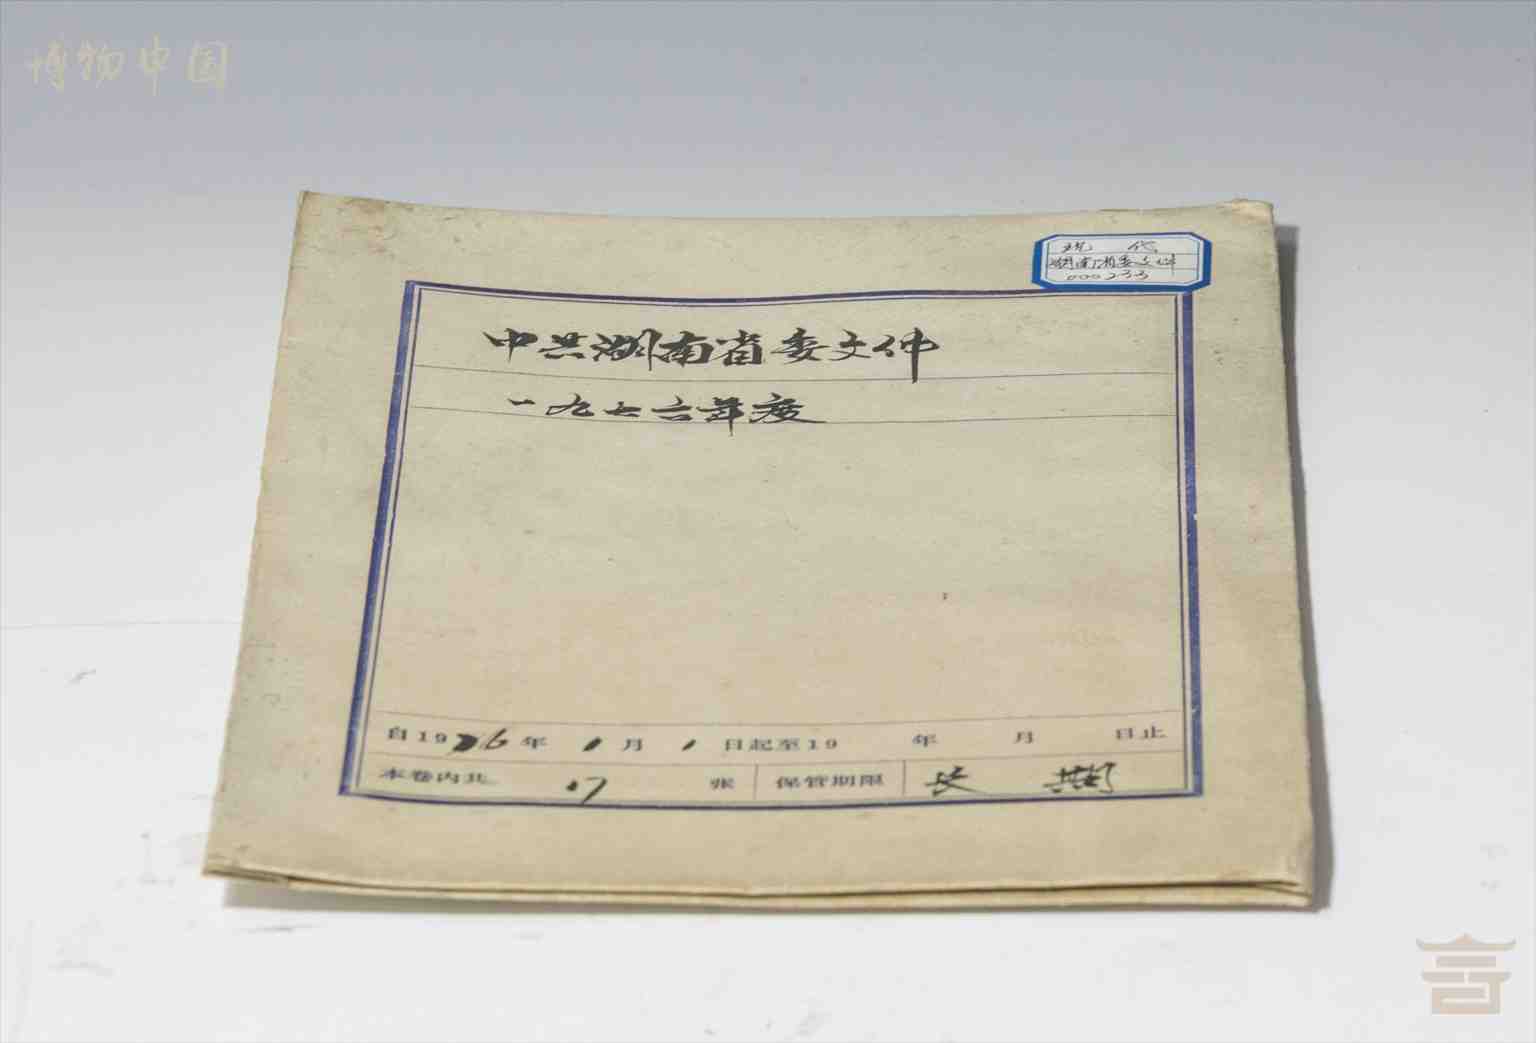 博物中国
现 代
湖南省委文件
000233
中共湖南省委文件
一九七六年度
自1976年1月1日起至19 年 月 日止
本卷内共 17 张 保管期限 长期